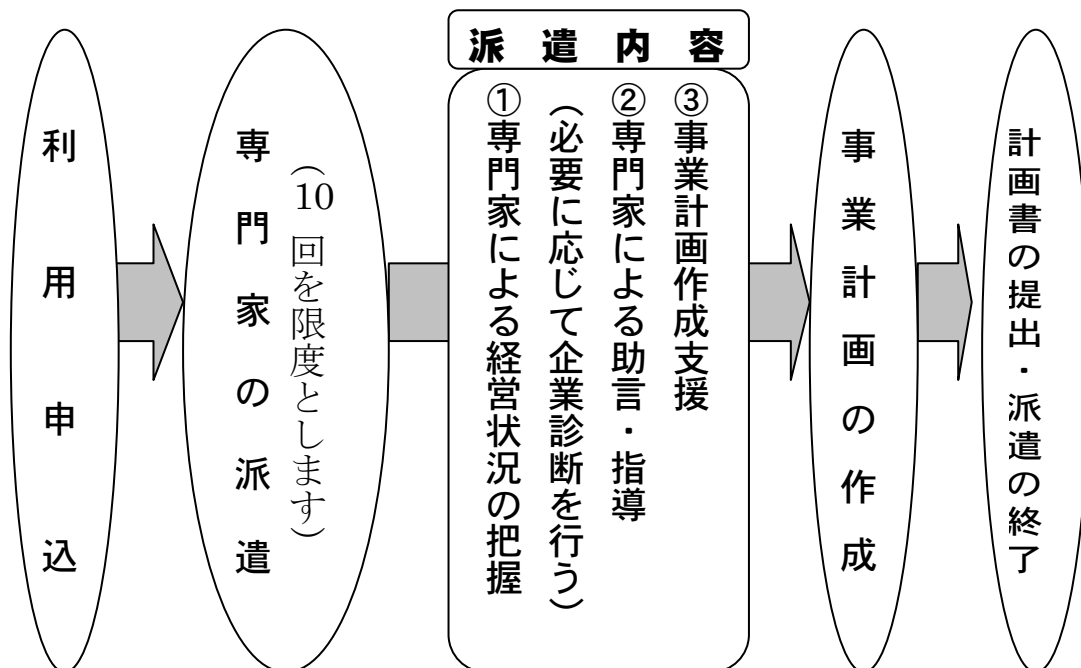 利用申込
専門家の派遣
（10回を限度とします）
派遣内容
①専門家による経営状況の把握
（必要に応じて企業診断を行う）
②専門家による助言・指導
③事業計画作成支援
事業計画の作成
計画書の提出・派遣の終了